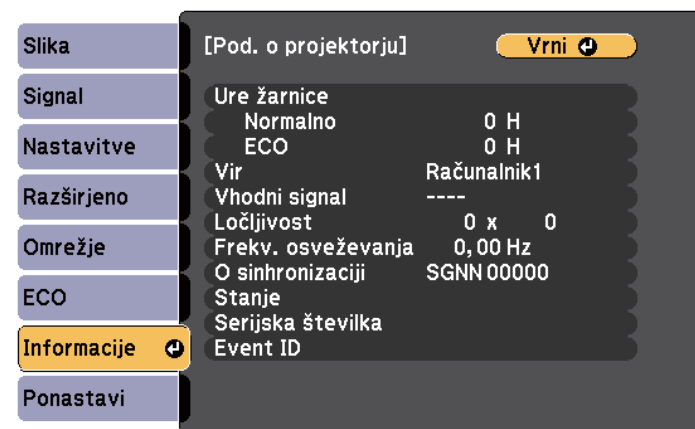 Slika
Signal
Nastavitve
Razširjeno
Omrežje
ECO
Informacije
Ponastavi
[Pod. o projektorju] Vrni
Ure žarnice
Normalno 0 H
ECO 0 H
Vir Računalnik1
Vhodni signal ----
Ločljivost 0 x 0
Frekv. osveževanja 0,00 Hz
O sinhronizaciji SGNN 00000
Stanje
Serijska številka
Event ID